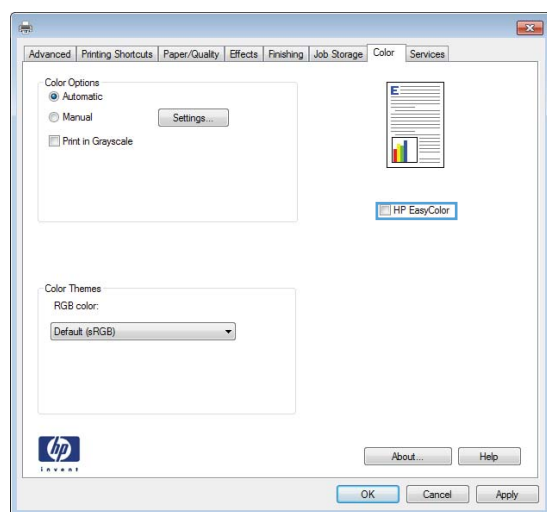 Advanced Printing Shortcuts Paper/Quality Effects Finishing Job Storage Color Services
Color Options
Automatic
Manual
Settings...
Print in Grayscale
E
HP EasyColor
Color Themes
RGB color:
Default (sRGB)
hp
invent
About...
Help
OK
Cancel
Apply